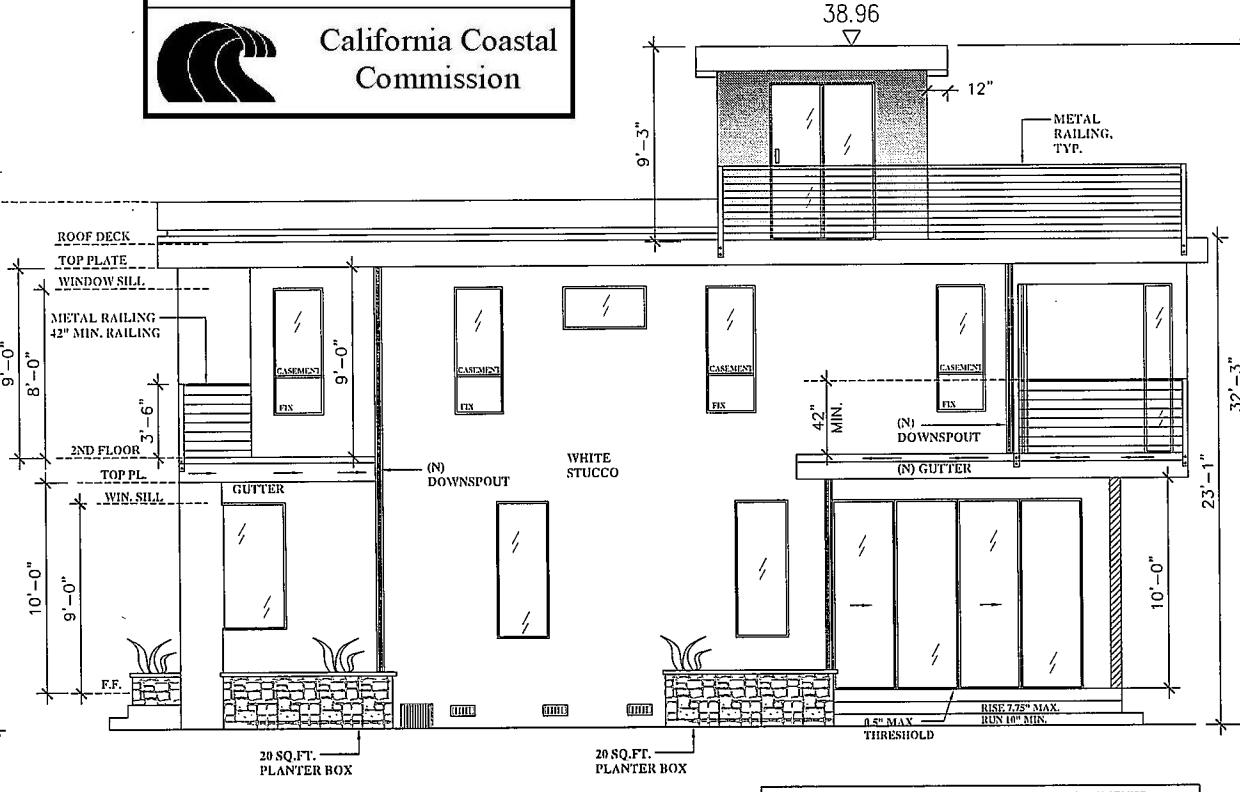 California Coastal
Commission
38.96
12"
9'-3"
METAL
RAILING,
TYP.
ROOF DECK
TOP PLATE
WINDOW SILL
METAL RAILING
42" MIN. RAILING
9'-0"
8'-0"
3'-6"
9'-0"
CASEMENT
FIX
CASEMENT
FIX
CASEMENT
FIX
CASEMENT
FIX
42"
MIN.
(N)
DOWNSPOUT
32'-3"
2ND FLOOR
TOP PL.
WIN. SILL
GUTTER
(N)
DOWNSPOUT
WHITE
STUCCO
(N) GUTTER
23'-1"
10'-0"
9'-0"
10'-0"
F.F.
RISE 7.75" MAX.
RUN 10" MIN.
0.5" MAX
THRESHOLD
20 SQ.FT.
PLANTER BOX
20 SQ.FT.
PLANTER BOX